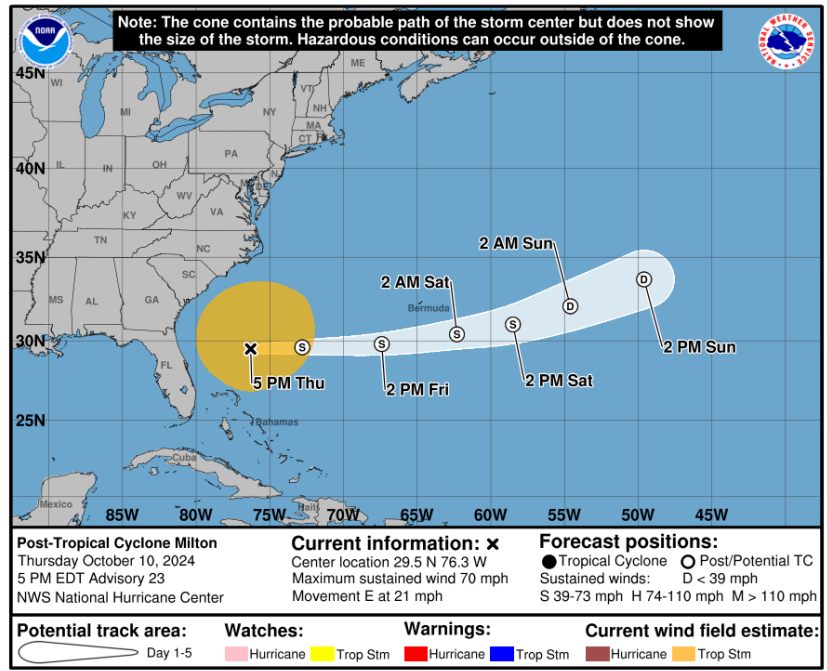 Note: The cone contains the probable path of the storm center but does not show
the size of the storm. Hazardous conditions can occur outside of the cone.
NOAA
NATIONAL WEATHER SERVICE
45N
40N
35N
30N
25N
WI
MI
IL
IN
OH
KY
WV
VA
PA
NY
VT
NH
MA
CT
ME
DE
TN
NC
SC
MS
AL
GA
FL
Bermuda
Bahamas
Cuba
Mexico
Haiti
2 AM Sun
2 AM Sat
2 PM Sun
2 PM Sat
2 PM Fri
5 PM Thu
S
S
S
S
D
D
85W
80W
75W
70W
65W
60W
55W
50W
45W
Post-Tropical Cyclone Milton
Thursday October 10, 2024
5 PM EDT Advisory 23
NWS National Hurricane Center
Current information: ×
Center location 29.5 N 76.3 W
Maximum sustained wind 70 mph
Movement E at 21 mph
Forecast positions:
Tropical Cyclone Post/Potential TC
Sustained winds: D < 39 mph
S 39-73 mph H 74-110 mph M > 110 mph
Potential track area:
Day 1-5
Watches:
Hurricane Trop Stm
Warnings:
Hurricane Trop Stm
Current wind field estimate:
Hurricane Trop Stm